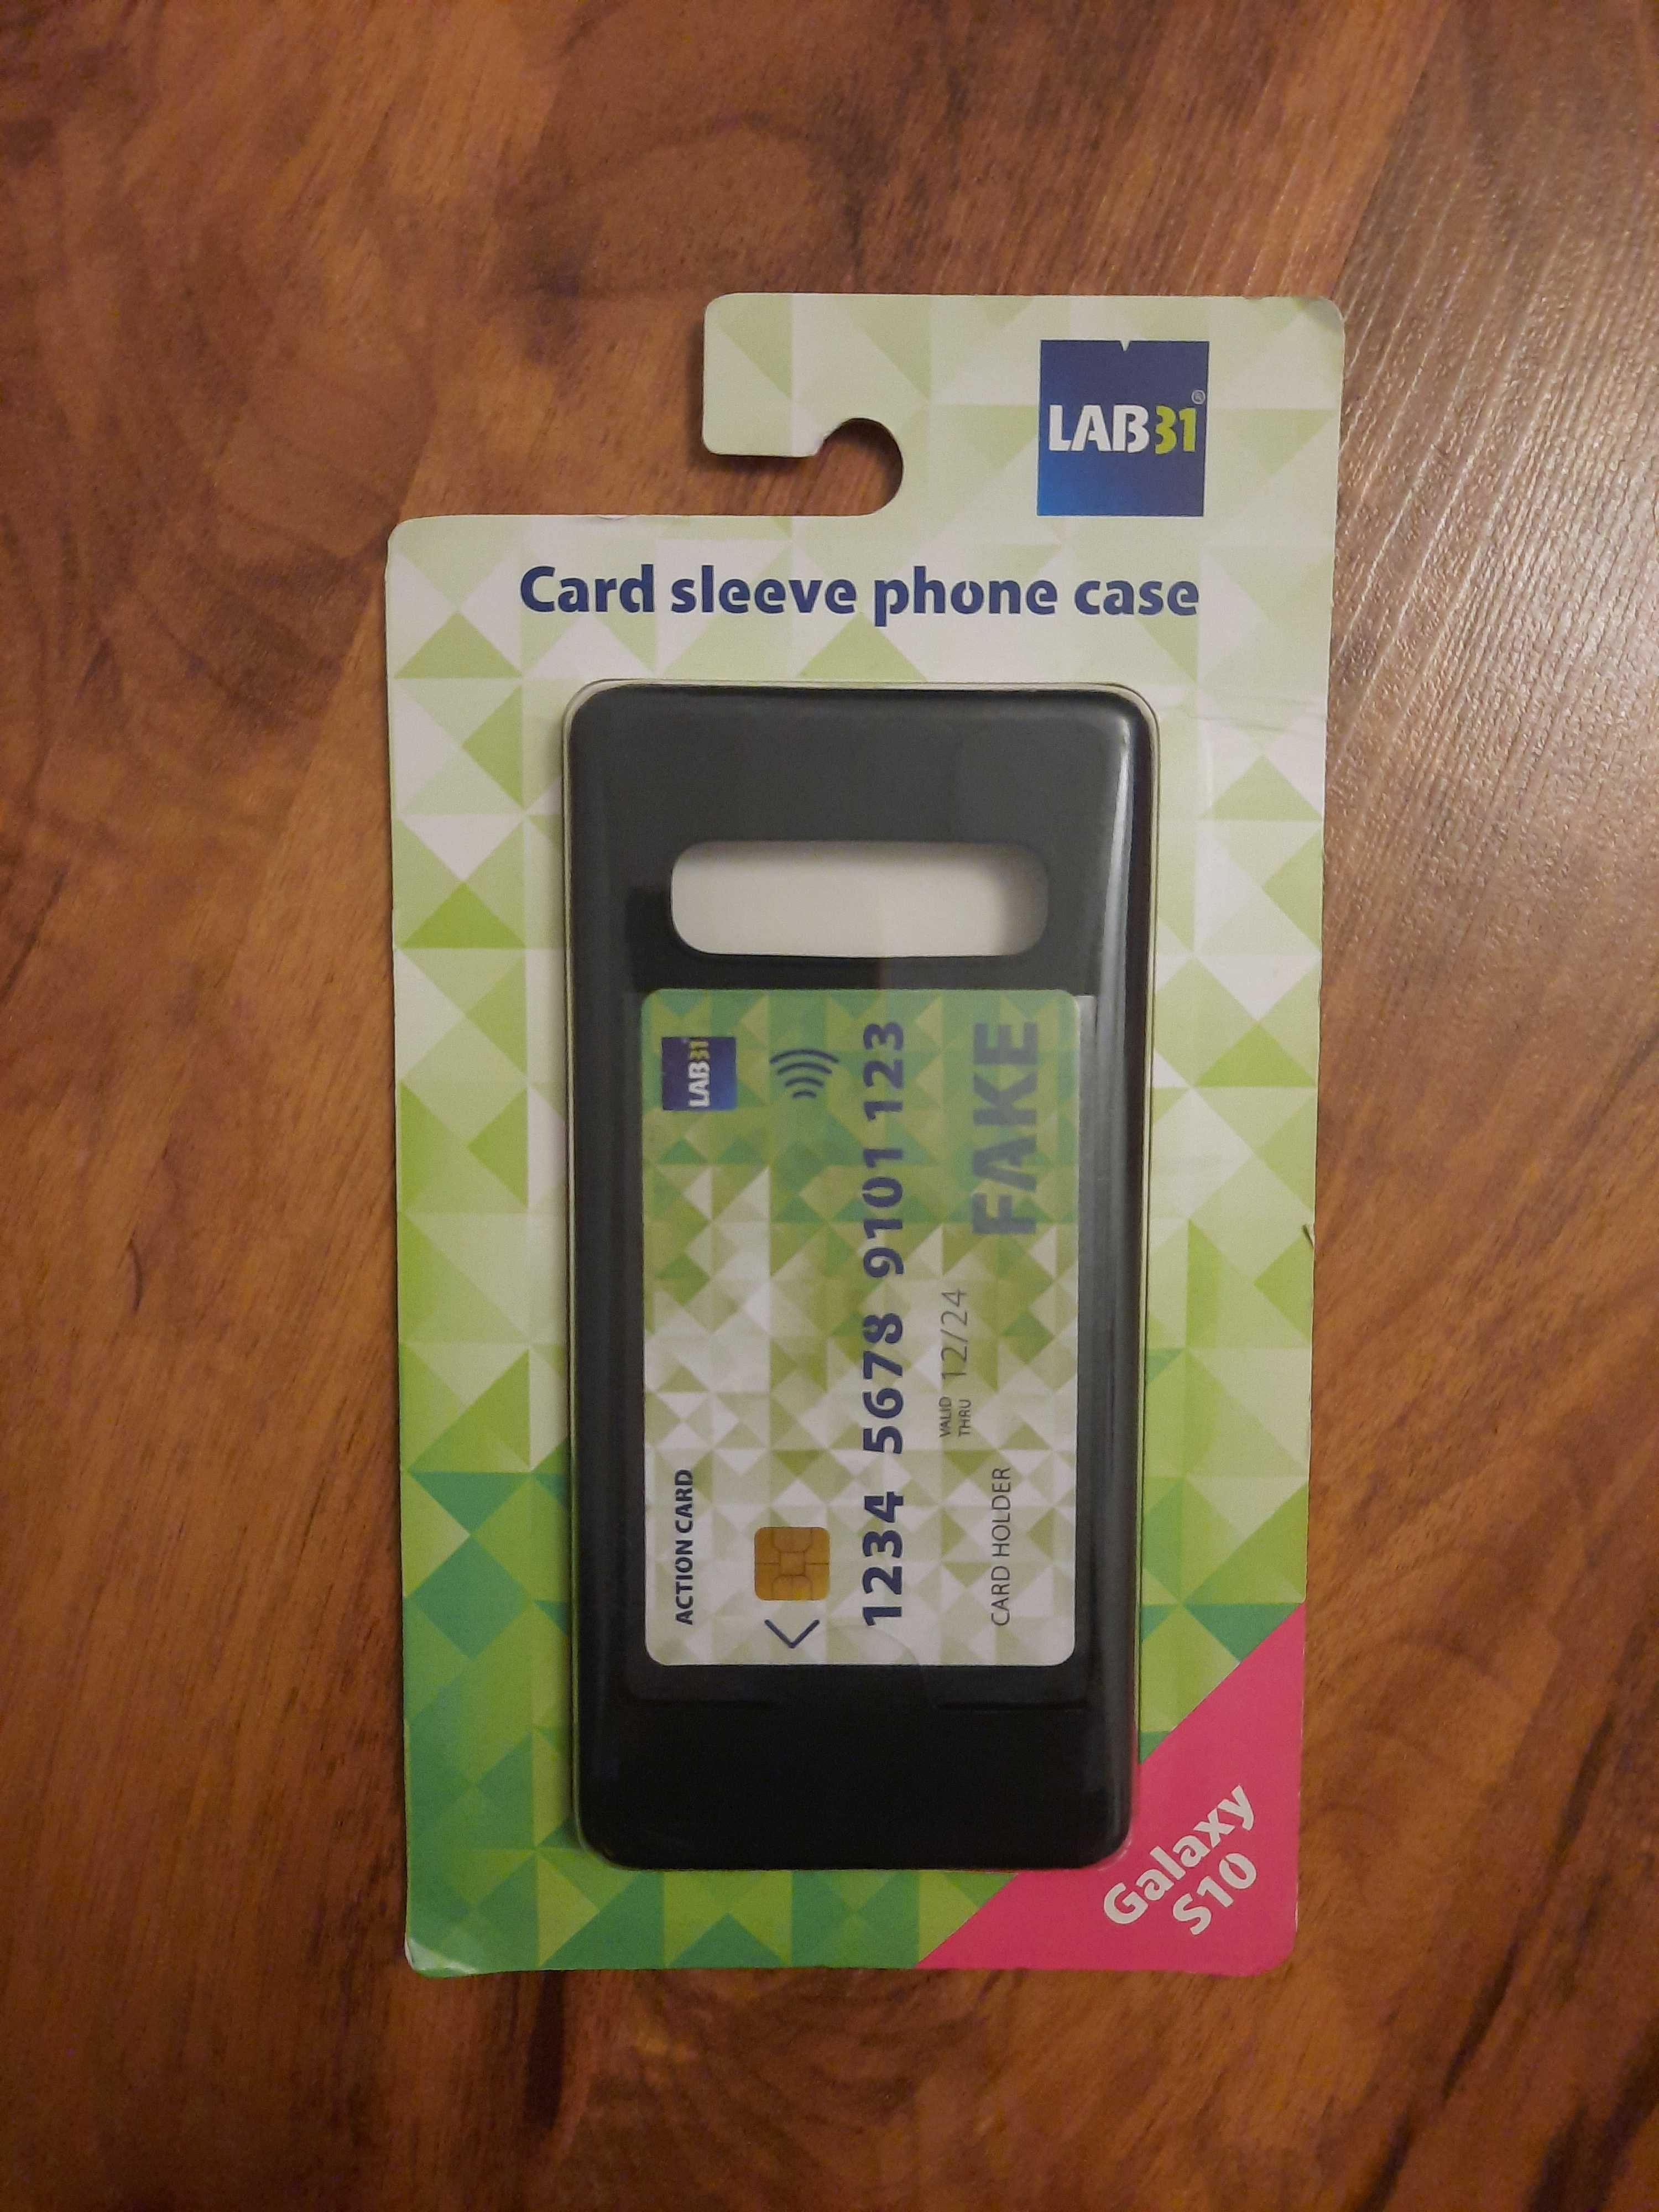 LAB31®
Card sleeve phone case
ACTION CARD
LAB31
1234 5678 9101 123
VALID
THRU
12/24
CARD HOLDER
FAKE
Galaxy
S10